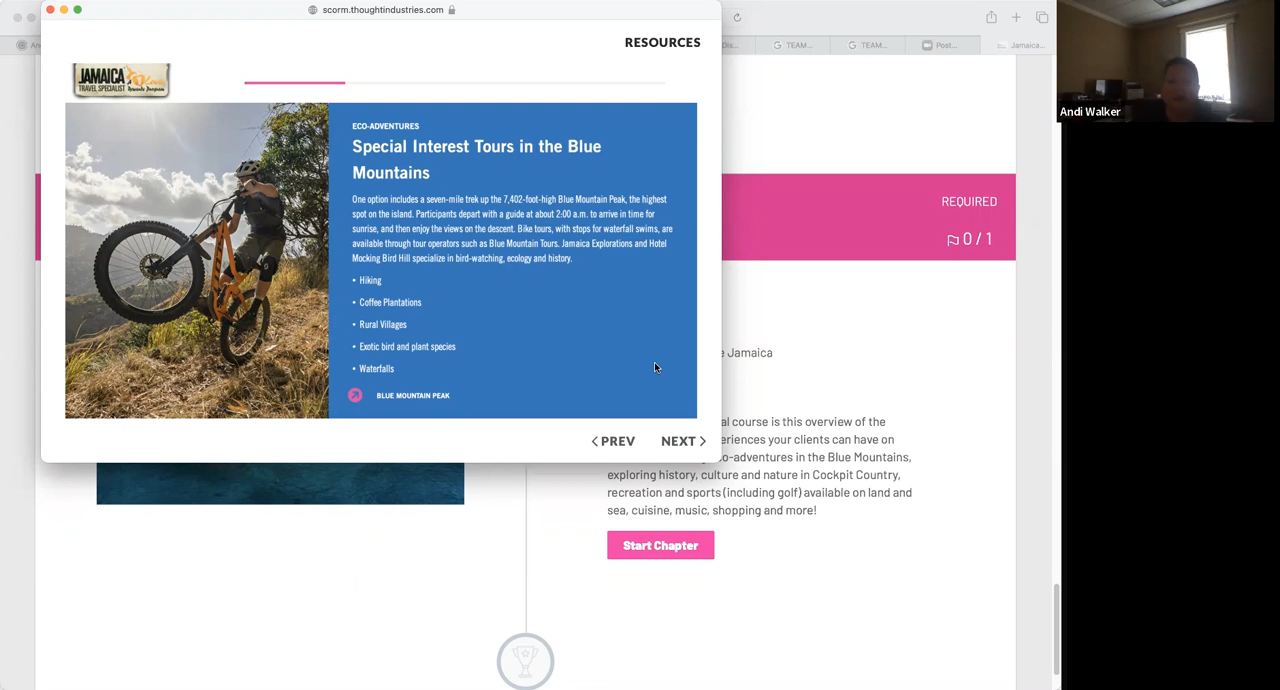 scorm.thoughtindustries.com
RESOURCES
JAMAICA
TRAVEL SPECIALIST
Rewards Program
ECO-ADVENTURES
Special Interest Tours in the Blue
Mountains
One option includes a seven-mile trek up the 7,402-foot-high Blue Mountain Peak, the highest
spot on the island. Participants depart with a guide at about 2:00 a.m. to arrive in time for
sunrise, and then enjoy the views on the descent. Bike tours, with stops for waterfall swims, are
available through tour operators such as Blue Mountain Tours. Jamaica Explorations and Hotel
Mocking Bird Hill specialize in bird-watching, ecology and history.
• Hiking
• Coffee Plantations
• Rural Villages
• Exotic bird and plant species
• Waterfalls
BLUE MOUNTAIN PEAK
PREV
NEXT
TEAM...
TEAM...
Post...
Jamaica...
REQUIRED
0 / 1
Jamaica
course is this overview of the
your clients can have on
in the Blue Mountains,
exploring history, culture and nature in Cockpit Country,
recreation and sports (including golf) available on land and
sea, cuisine, music, shopping and more!
Start Chapter
Andi Walker